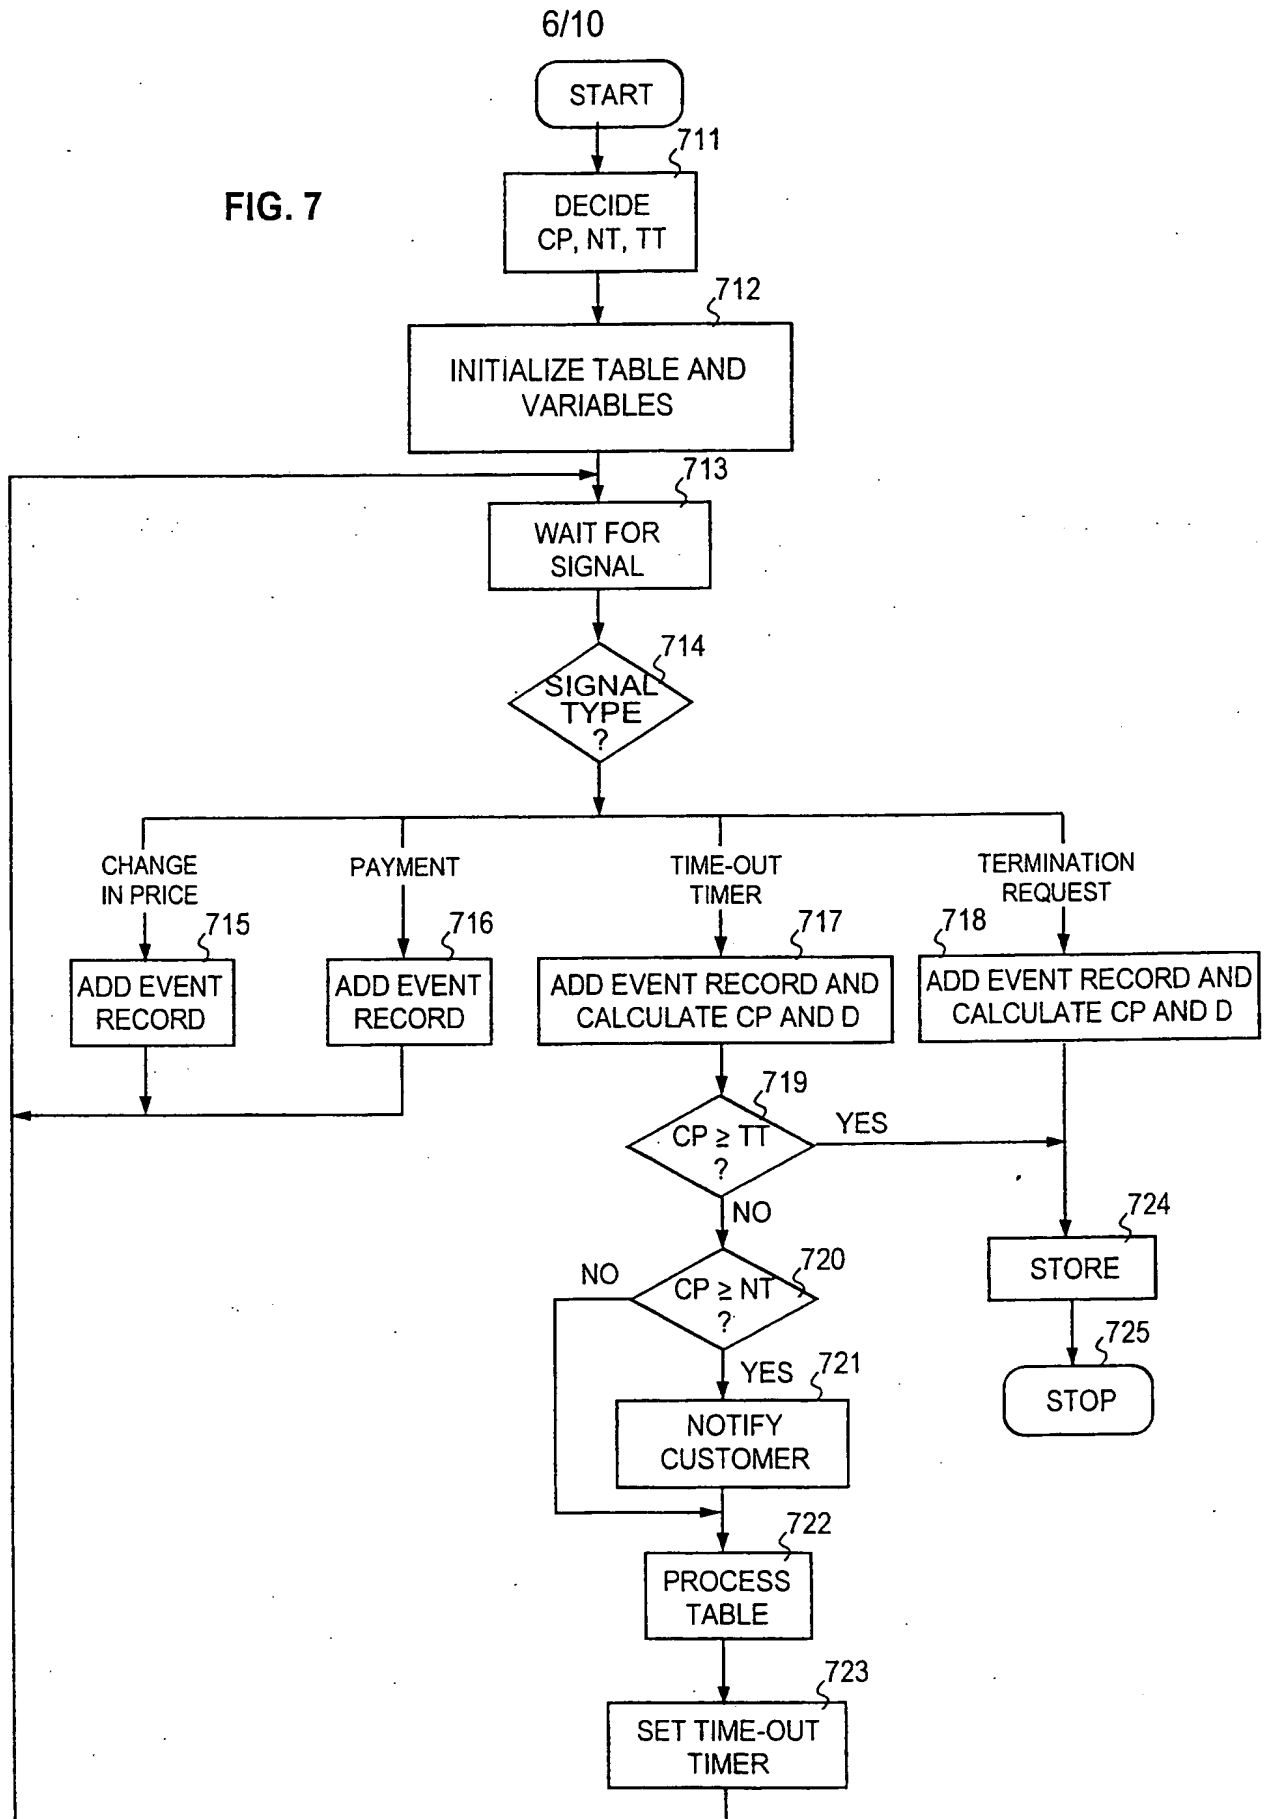 6/10
START
711
FIG. 7
DECIDE
CP, NT, TT
712
INITIALIZE TABLE AND
VARIABLES
713
WAIT FOR
SIGNAL
714
SIGNAL
TYPE
?
CHANGE
IN PRICE
PAYMENT
TIME-OUT
TIMER
TERMINATION
REQUEST
715
716
717
718
ADD EVENT
RECORD
ADD EVENT
RECORD
ADD EVENT RECORD AND
CALCULATE CP AND D
ADD EVENT RECORD AND
CALCULATE CP AND D
719
CP ≥ TT
?
YES
NO
724
STORE
720
NO
CP ≥ NT
?
725
STOP
YES
721
NOTIFY
CUSTOMER
722
PROCESS
TABLE
723
SET TIME-OUT
TIMER